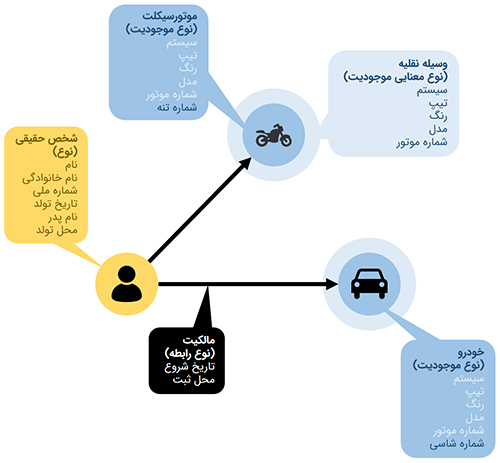 موتورسیکلت
(نوع موجودیت)
سیستم
تیپ
رنگ
مدل
شماره موتور
شماره تنه
وسیله نقلیه
(نوع معنایی موجودیت)
سیستم
تیپ
رنگ
مدل
شماره موتور
شخص حقیقی
(نوع)
نام
نام خانوادگی
شماره ملی
تاریخ تولد
نام پدر
محل تولد
مالکیت
(نوع رابطه)
تاریخ شروع
محل ثبت
خودرو
(نوع موجودیت)
سیستم
تیپ
رنگ
مدل
شماره موتور
شماره شاسی